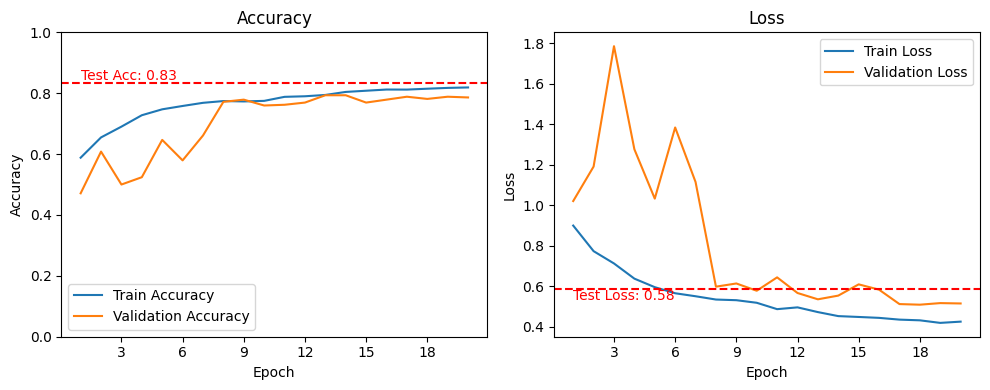 Accuracy
1.0
0.8
0.6
0.4
0.2
0.0
Accuracy
Test Acc: 0.83
Train Accuracy
Validation Accuracy
3 6 9 12 15 18
Epoch
Loss
1.8
1.6
1.4
1.2
1.0
0.8
0.6
0.4
Loss
Train Loss
Validation Loss
Test Loss: 0.58
3 6 9 12 15 18
Epoch